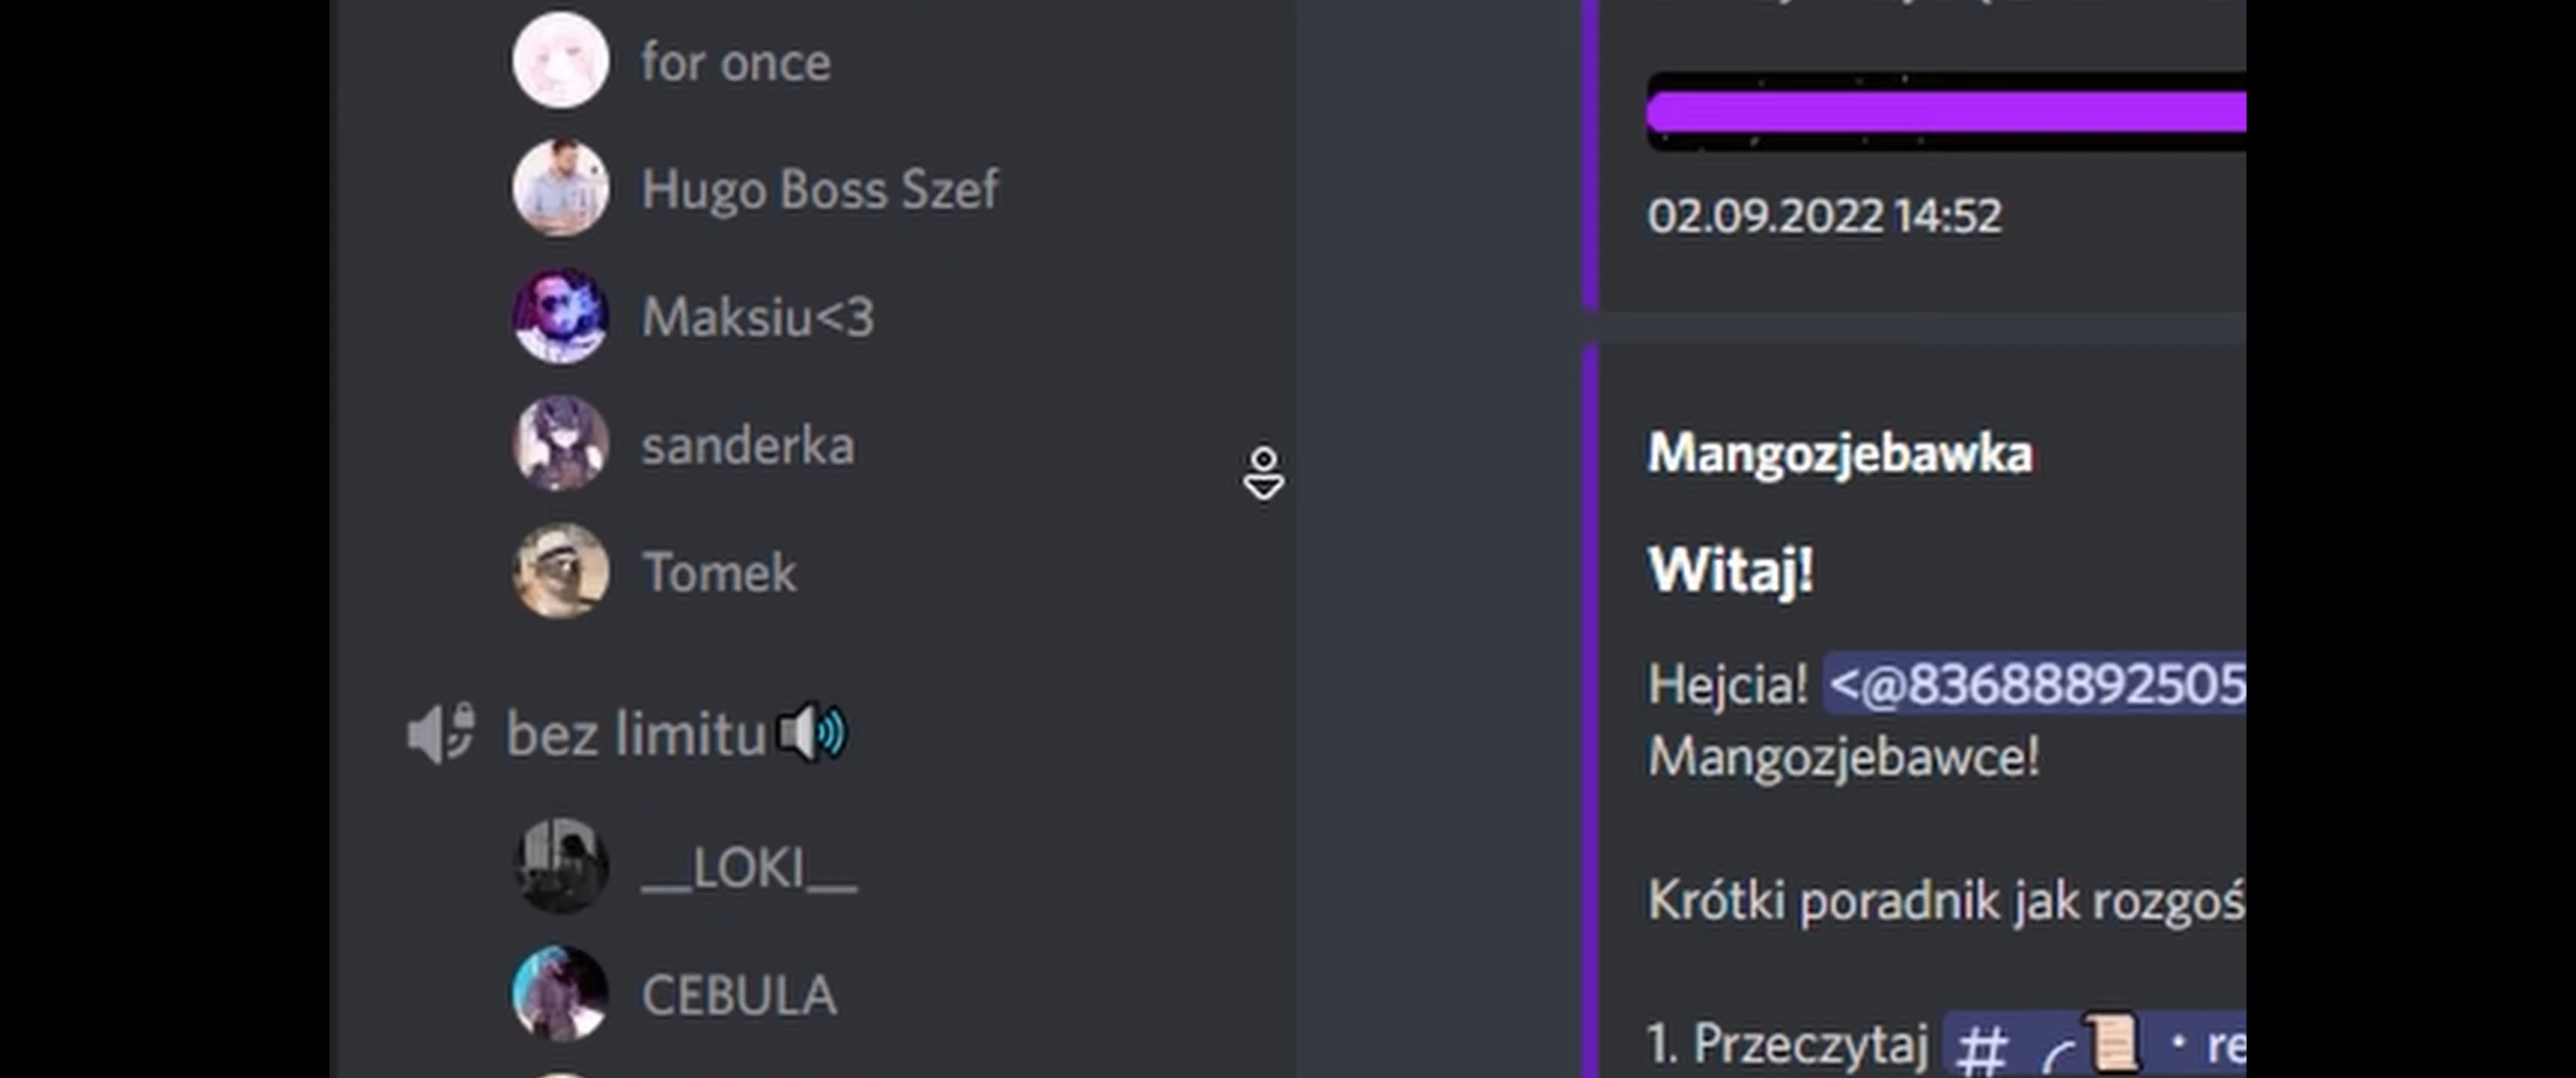 for once
Hugo Boss Szef
Maksiu<3
sanderka
Tomek
bez limitu
__LOKI__
CEBULA
02.09.2022 14:52
Mangozjebawka
Witaj!
Hejcia! <@83688892505
Mangozjebawce!
Krótki poradnik jak rozgoś
1. Przeczytaj # ╭📜・re